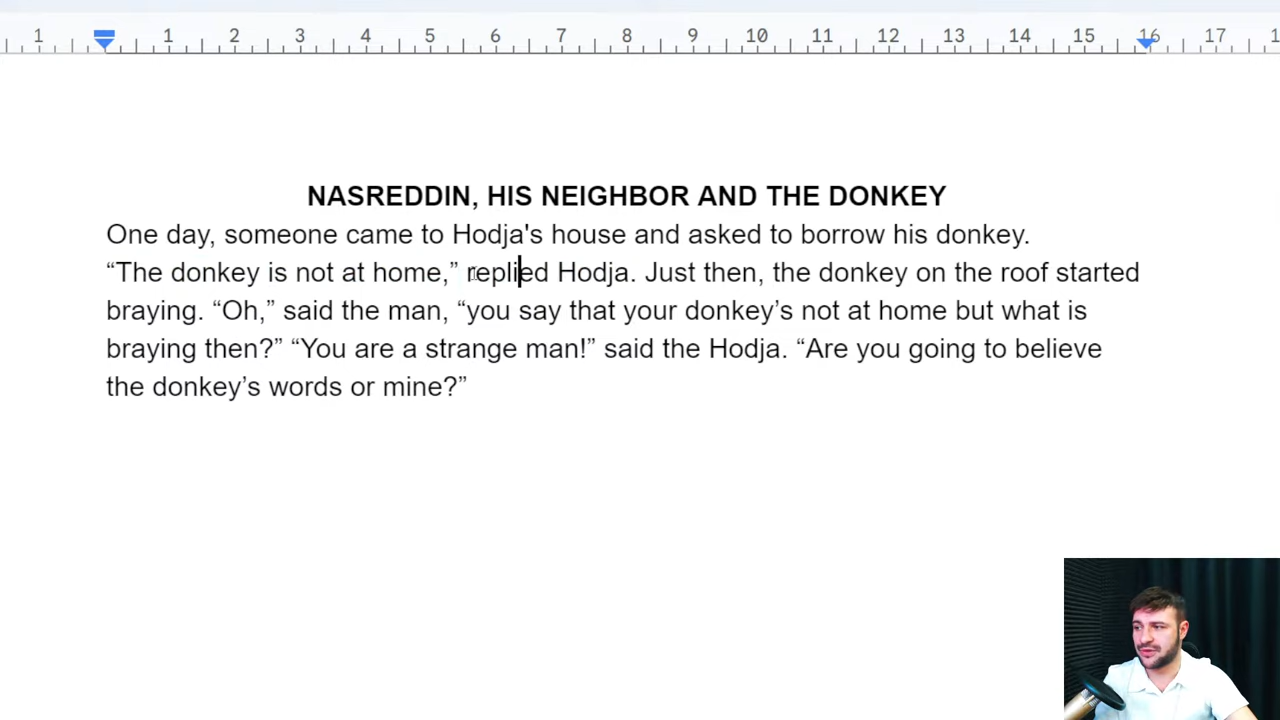 1 1 2 3 4 5 6 7 8 9 10 11 12 13 14 15 16 17
NASREDDIN, HIS NEIGHBOR AND THE DONKEY
One day, someone came to Hodja's house and asked to borrow his donkey.
“The donkey is not at home,” replied Hodja. Just then, the donkey on the roof started
braying. “Oh,” said the man, “you say that your donkey’s not at home but what is
braying then?” “You are a strange man!” said the Hodja. “Are you going to believe
the donkey’s words or mine?”